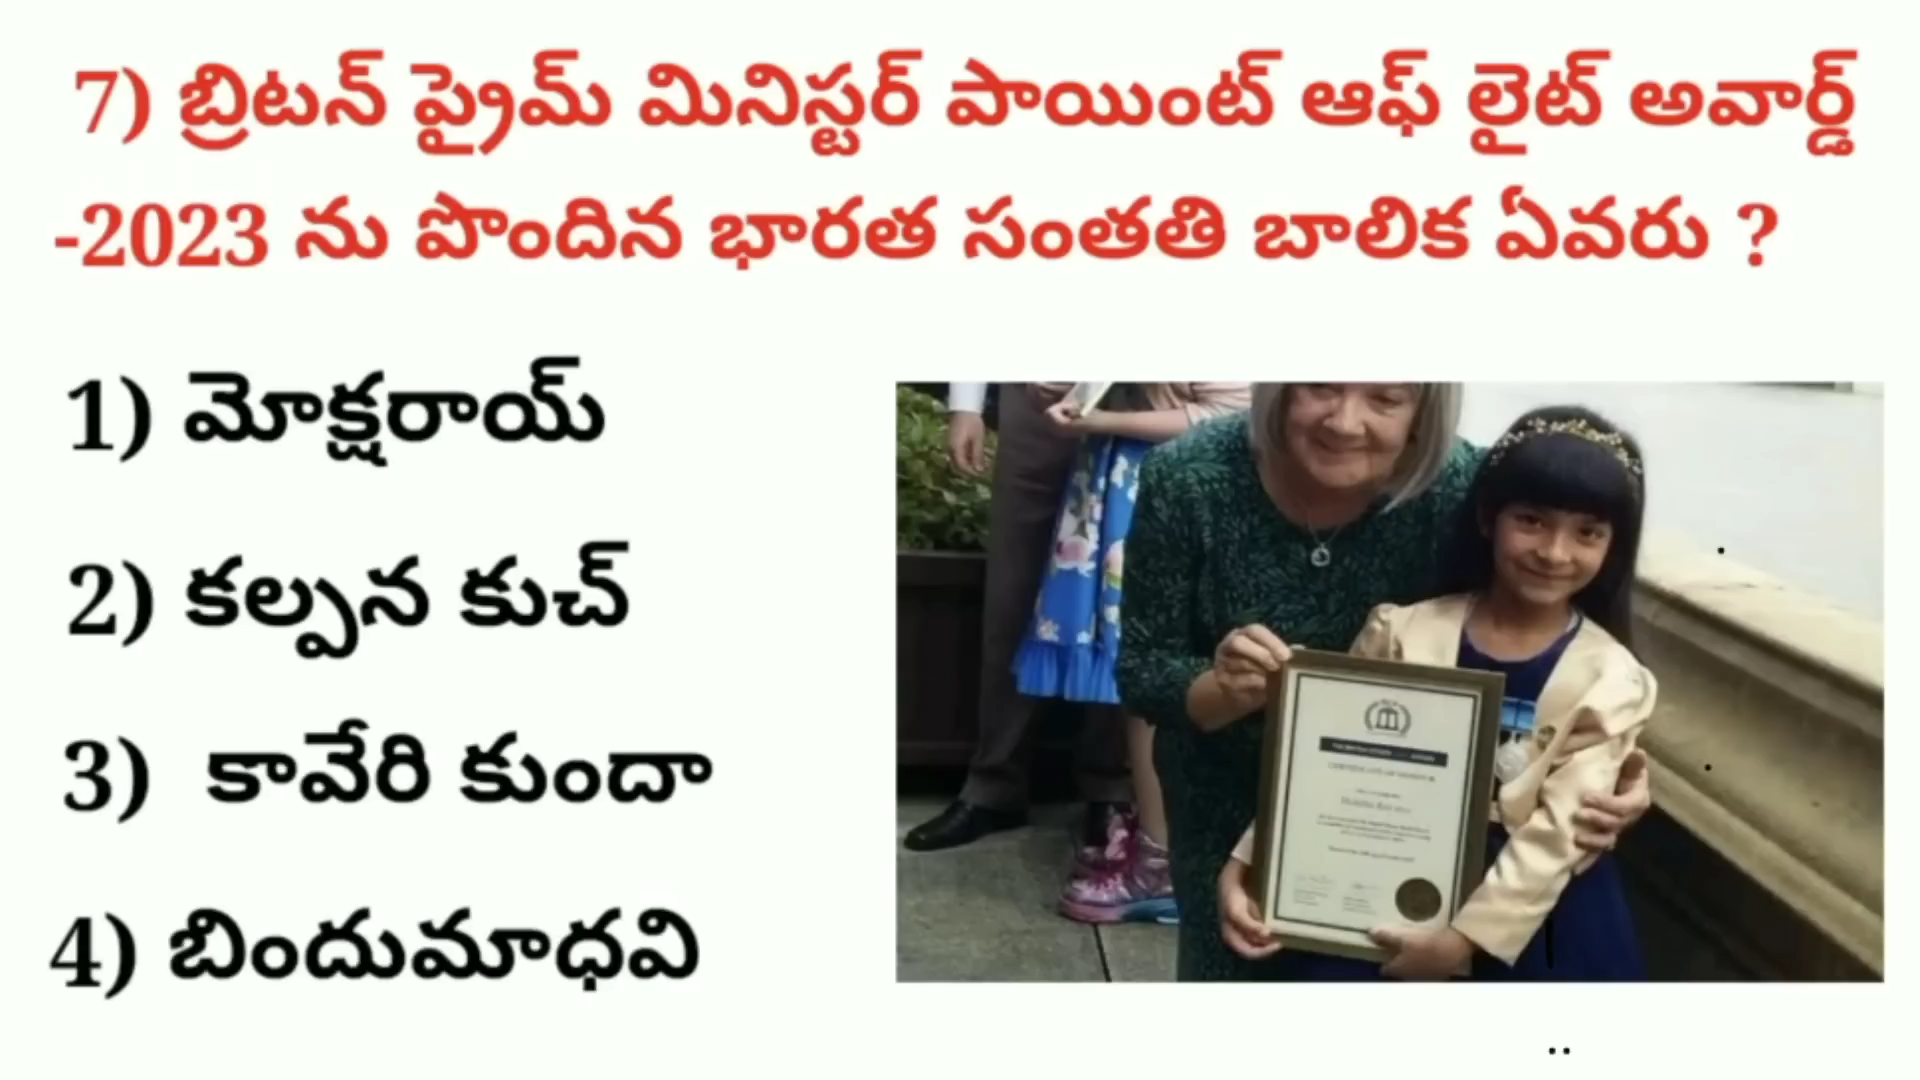 7) బ్రిటన్ ప్రైమ్ మినిస్టర్ పాయింట్ ఆఫ్ లైట్ అవార్డ్
-2023 ను పొందిన భారత సంతతి బాలిక ఏవరు ?
1) మోక్షరాయ్
2) కల్పన కుచ్
3) కావేరి కుందా
4) బిందుమాధవి